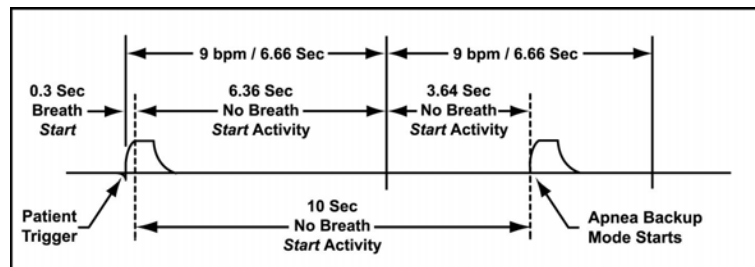 9 bpm / 6.66 Sec
9 bpm / 6.66 Sec
0.3 Sec
Breath
Start
6.36 Sec
No Breath
Start Activity
3.64 Sec
No Breath
Start Activity
Patient
Trigger
10 Sec
No Breath
Start Activity
Apnea Backup
Mode Starts